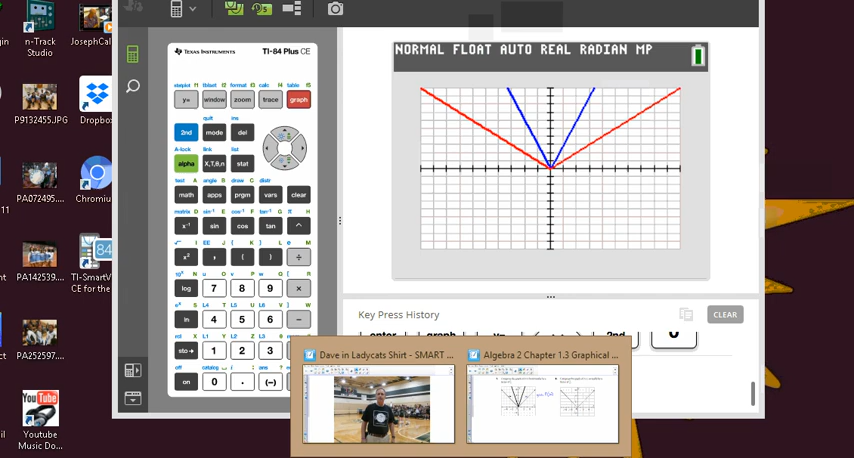 n-Track
Studio
JosephCal...
P9132455.JPG
Dropbo
PA072495....
Chromiu
PA142539....
TI-SmartV
CE for the
PA252597....
Youtube
Music Do...
TEXAS INSTRUMENTS TI-84 Plus CE
statplot f1 tblset f2 format f3 calc f4 table f5
y= window zoom trace graph
quit ins
2nd mode del
A-lock link list
alpha X,T,θ,n stat
test A angle B draw C distr
math apps prgm vars clear
matrix D sin⁻¹ E cos⁻¹ F tan⁻¹ G π H
x⁻¹ sin cos tan ^
√ I EE J { K } L e M
x² , ( ) ÷
10ˣ N u O v P w Q [ R
log 7 8 9 ×
eˣ S L4 T L5 U L6 V ] W
ln 4 5 6 −
rcl X L1 Y L2 Z L3 θ
sto→ 1 2 3
off catalog
on 0 . (−)
NORMAL FLOAT AUTO REAL RADIAN MP
Key Press History
CLEAR
enter graph y= 2nd 0
Dave in Ladycats Shirt - SMART ...
Algebra 2 Chapter 1.3 Graphical ...